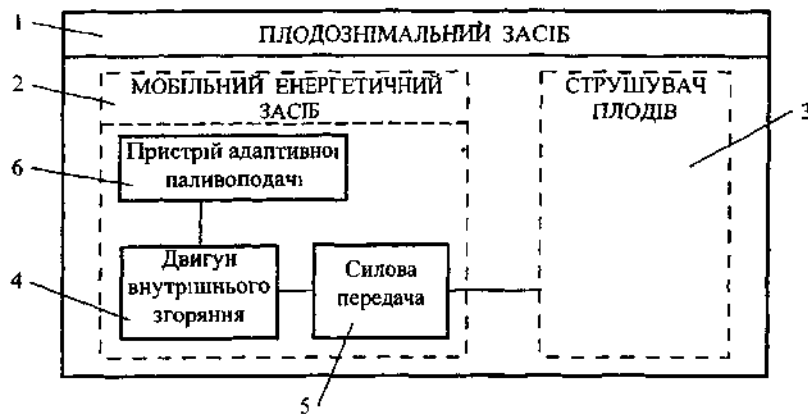 1
ПЛОДОЗНІМАЛЬНИЙ ЗАСІБ
2
МОБІЛЬНИЙ ЕНЕРГЕТИЧНИЙ
ЗАСІБ
СТРУШУВАЧ
ПЛОДІВ
3
6
Пристрій адаптивної
паливоподачі
4
Двигун
внутрішнього
згоряння
Силова
передача
5